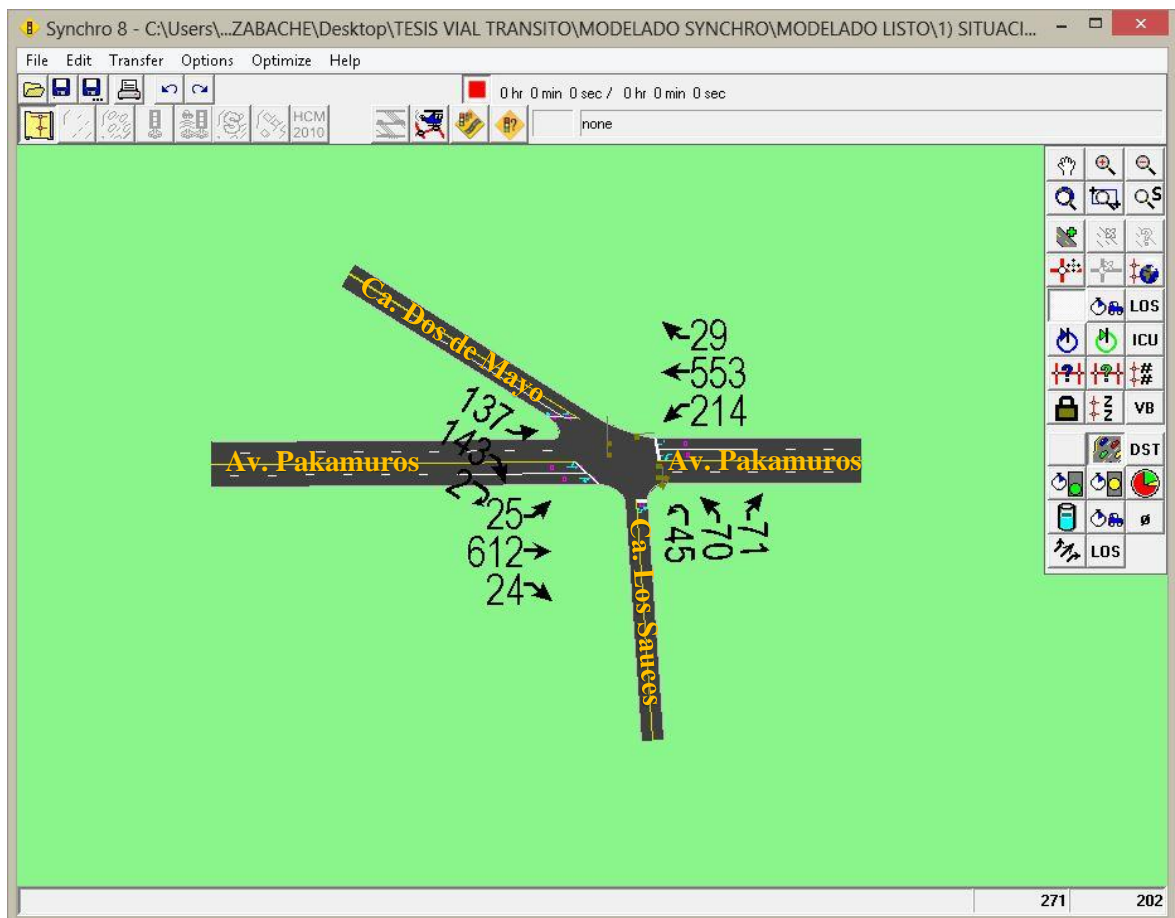 Synchro 8 - C:\Users\...ZABACHE\Desktop\TESIS VIAL TRANSITO\MODELADO SYNCHRO\MODELADO LISTO\1) SITUACI...
File Edit Transfer Options Optimize Help
0 hr 0 min 0 sec / 0 hr 0 min 0 sec
HCM
2010
none
S
LOS
ICU
##
Z
Z
VB
DST
ø
LOS
Ca. Dos de Mayo
29
553
214
137
143
2
Av. Pakamuros
Av. Pakamuros
25
612
24
45
70
71
Ca. Los Sauces
271 202